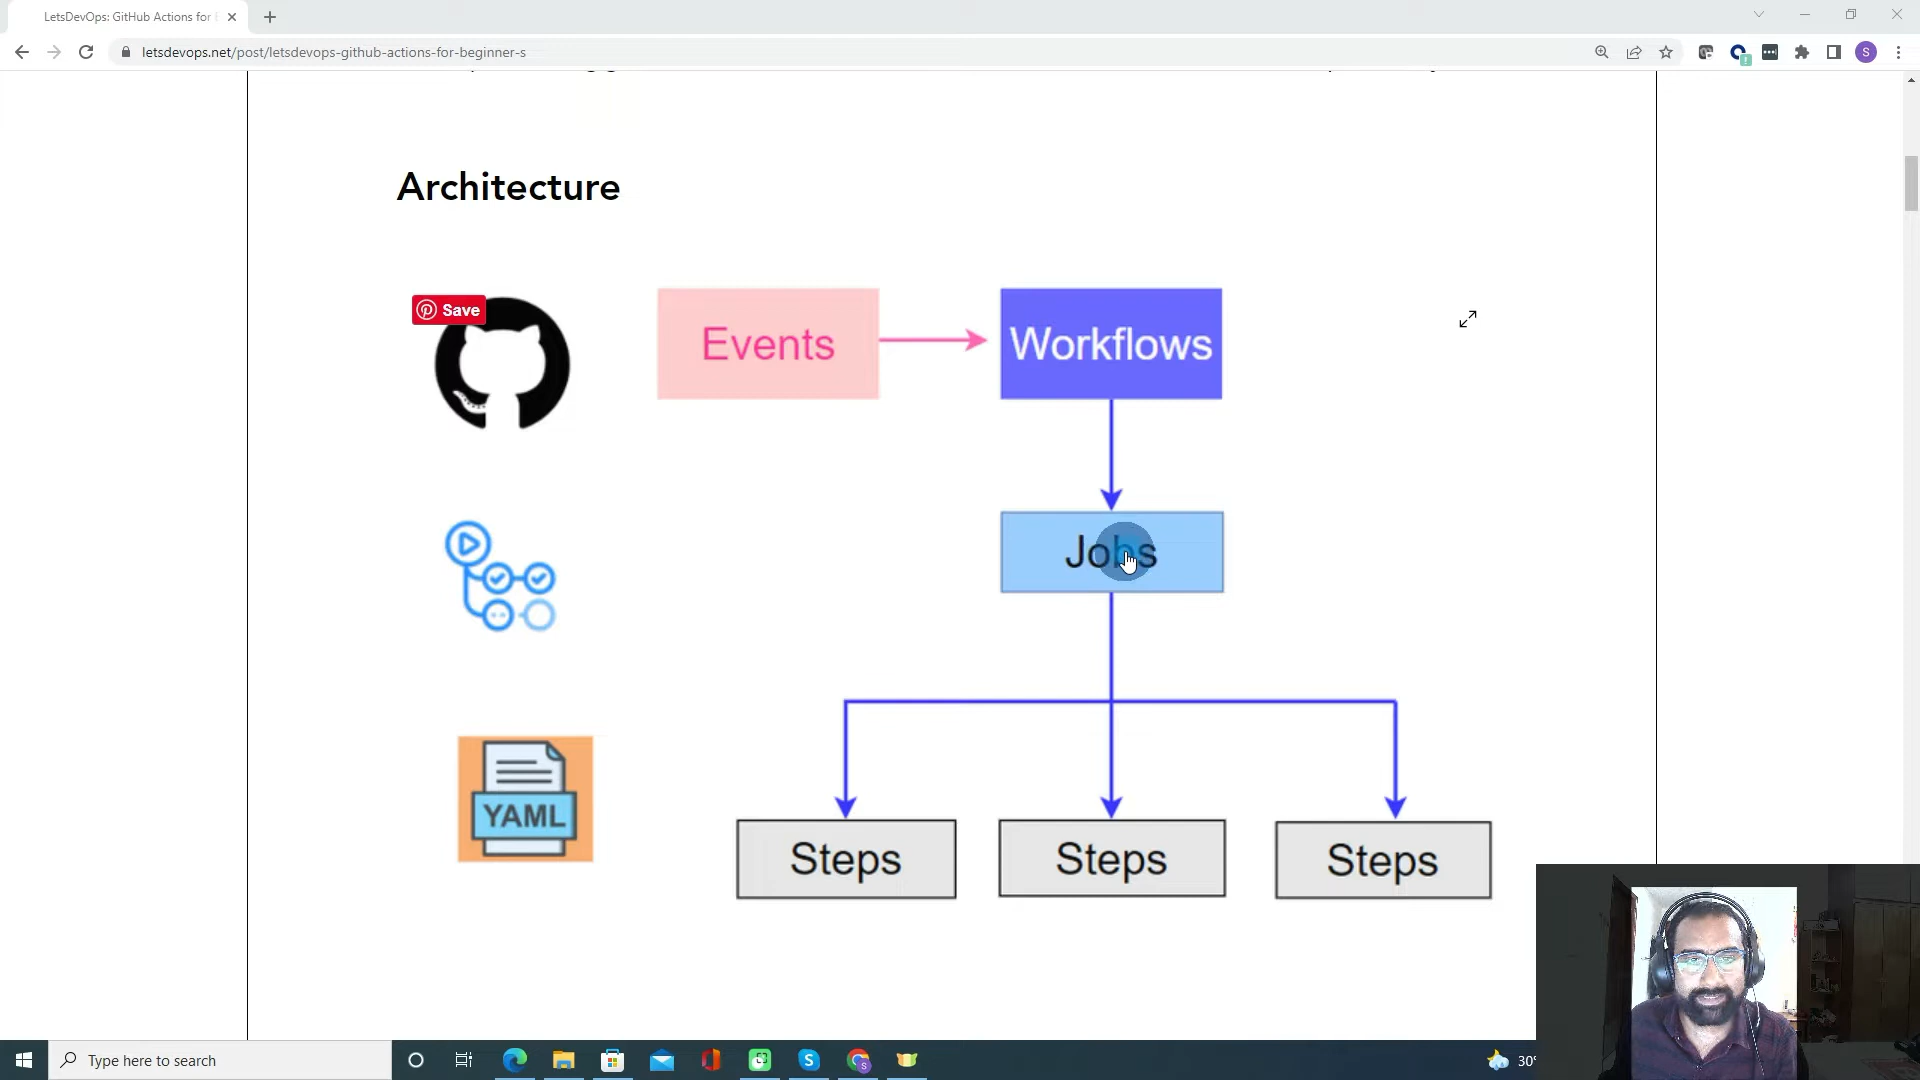 LetsDevOps: GitHub Actions for
letsdevops.net/post/letsdevops-github-actions-for-beginner-s
S
Architecture
Save
Events
Workflows
Jobs
YAML
Steps
Steps
Steps
Type here to search
S
S
30°